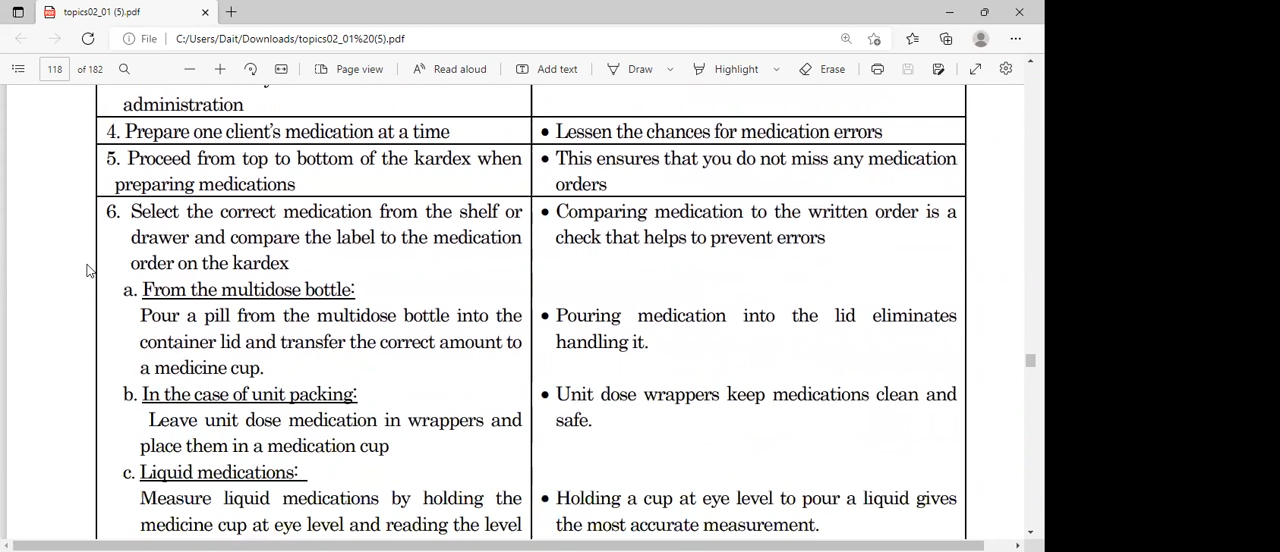 topics02_01 (5).pdf
File
C:/Users/Dait/Downloads/topics02_01%20(5).pdf
118 of 182
Page view
Read aloud
Add text
Draw
Highlight
Erase
administration
4. Prepare one client's medication at a time
• Lessen the chances for medication errors
5. Proceed from top to bottom of the kardex when
preparing medications
• This ensures that you do not miss any medication
orders
6. Select the correct medication from the shelf or
drawer and compare the label to the medication
order on the kardex
• Comparing medication to the written order is a
check that helps to prevent errors
a. From the multidose bottle:
Pour a pill from the multidose bottle into the
container lid and transfer the correct amount to
a medicine cup.
• Pouring medication into the lid eliminates
handling it.
b. In the case of unit packing:
Leave unit dose medication in wrappers and
place them in a medication cup
• Unit dose wrappers keep medications clean and
safe.
c. Liquid medications:
Measure liquid medications by holding the
medicine cup at eye level and reading the level
• Holding a cup at eye level to pour a liquid gives
the most accurate measurement.